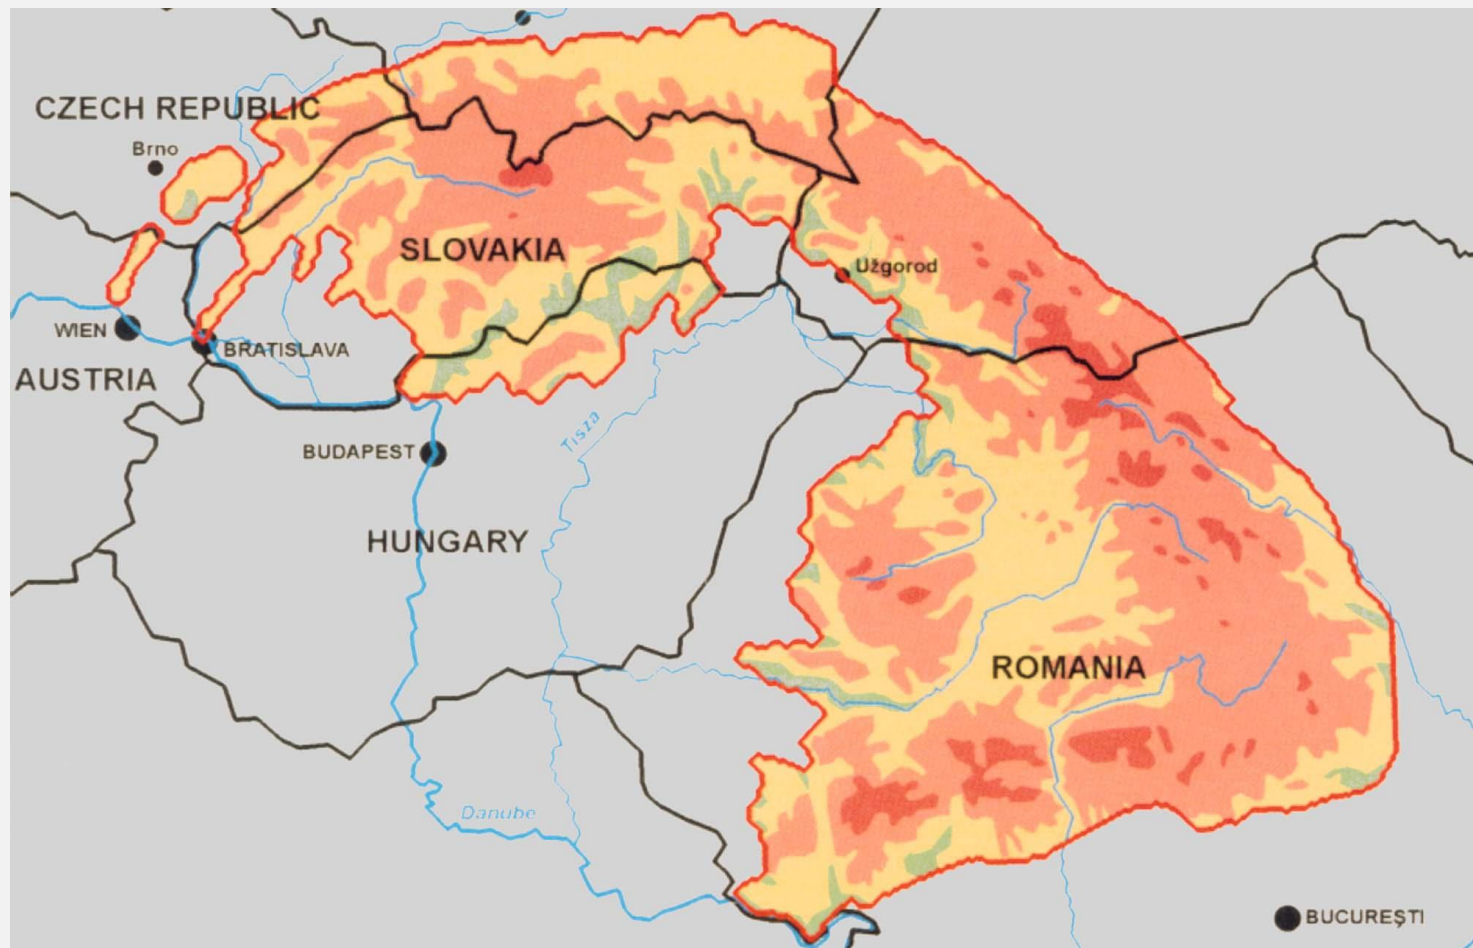 CZECH REPUBLIC
Brno
SLOVAKIA
Užgorod
WIEN
BRATISLAVA
AUSTRIA
Tisza
BUDAPEST
HUNGARY
ROMANIA
Danube
BUCUREŞTI